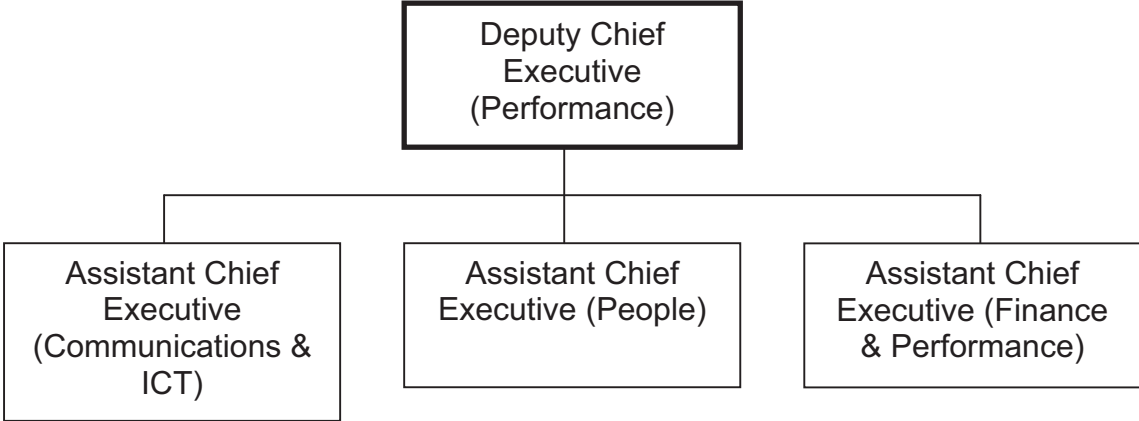 Deputy Chief
Executive
(Performance)
Assistant Chief
Executive
(Communications &
ICT)
Assistant Chief
Executive (People)
Assistant Chief
Executive (Finance
& Performance)